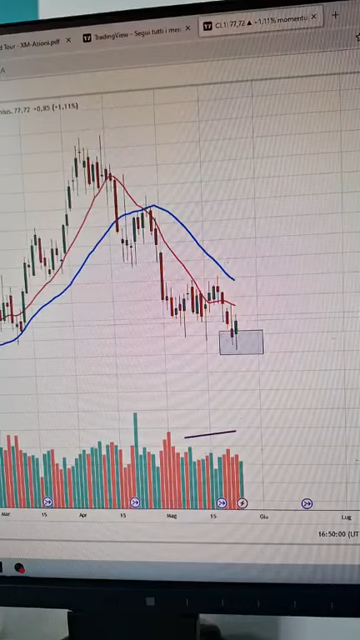 d Tour - XM-Azioni.pdf
TradingView - Segui tutti i mer
CL1! 77,72 ▲ +1.11% momentu
77,72 +0,85 (+1,11%)
Mar 15 Apr 15 Mag 15 Giu Lug
16:50:00 (UT